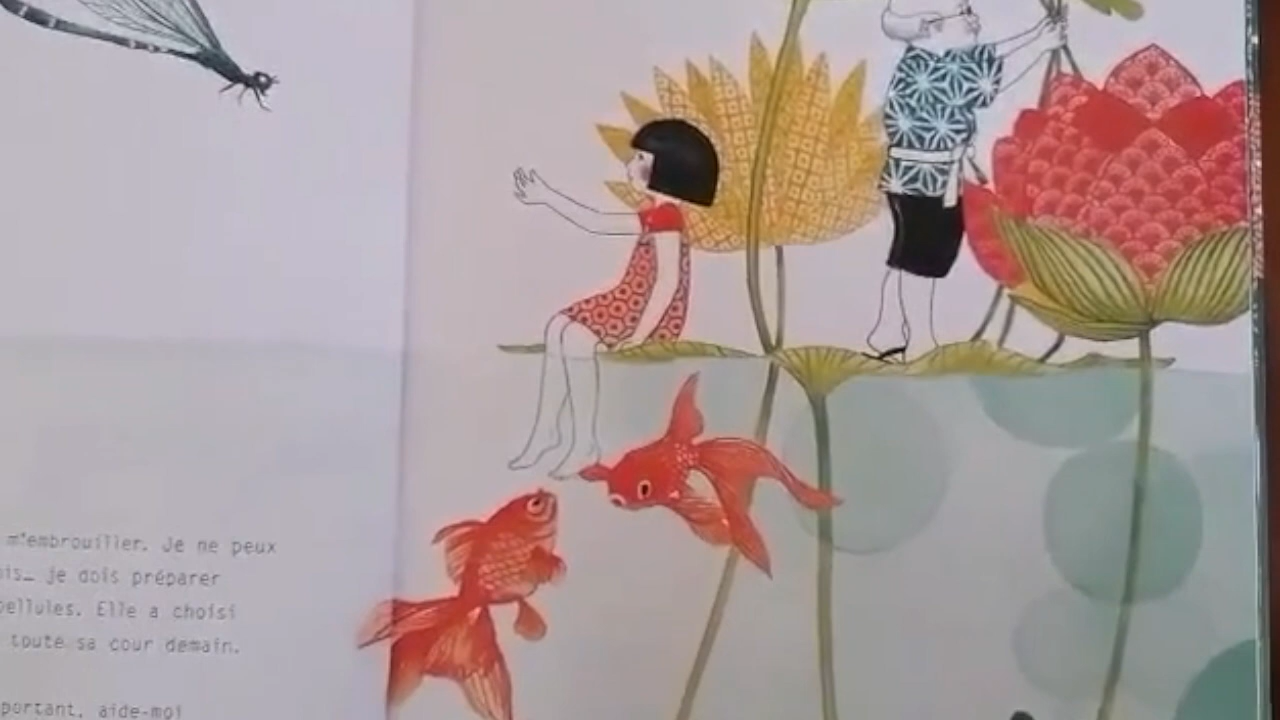 m'embrouiller. Je ne peux
je dois préparer
Elle a choisi
toute sa cour demain.
aide-moi